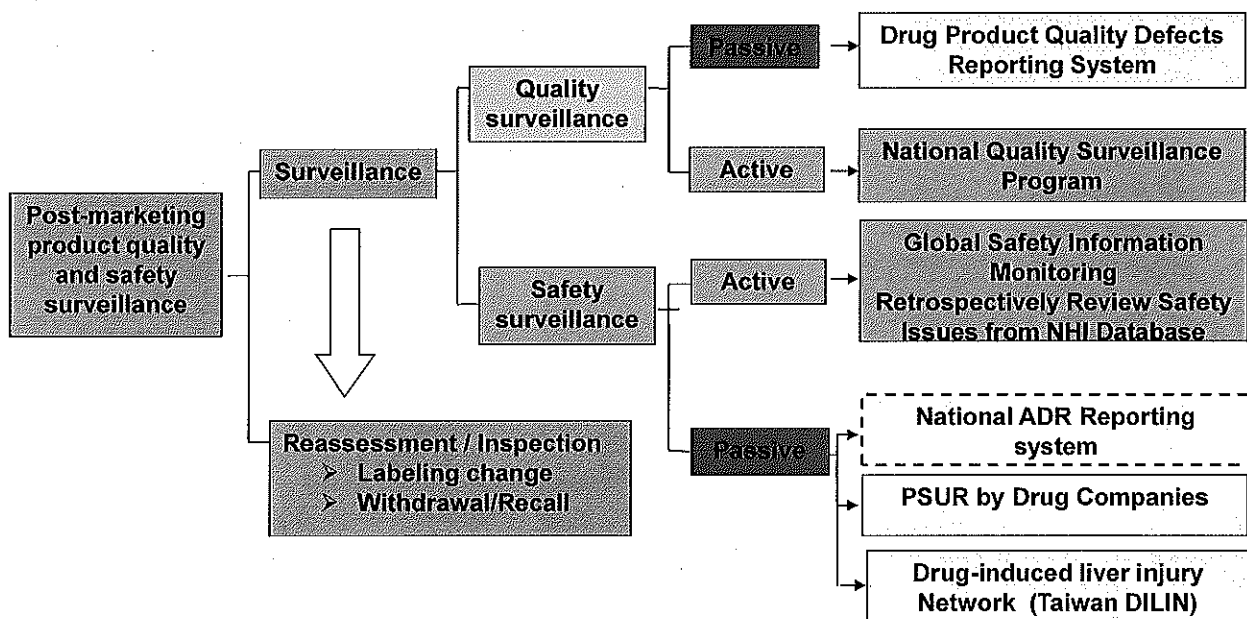 Post-marketing
product quality
and safety
surveillance
Surveillance
Reassessment / Inspection
➢ Labeling change
➢ Withdrawal/Recall
Quality
surveillance
Safety
surveillance
Passive
Active
Active
Passive
Drug Product Quality Defects
Reporting System
National Quality Surveillance
Program
Global Safety Information
Monitoring
Retrospectively Review Safety
Issues from NHI Database
National ADR Reporting
system
PSUR by Drug Companies
Drug-induced liver injury
Network (Taiwan DILIN)